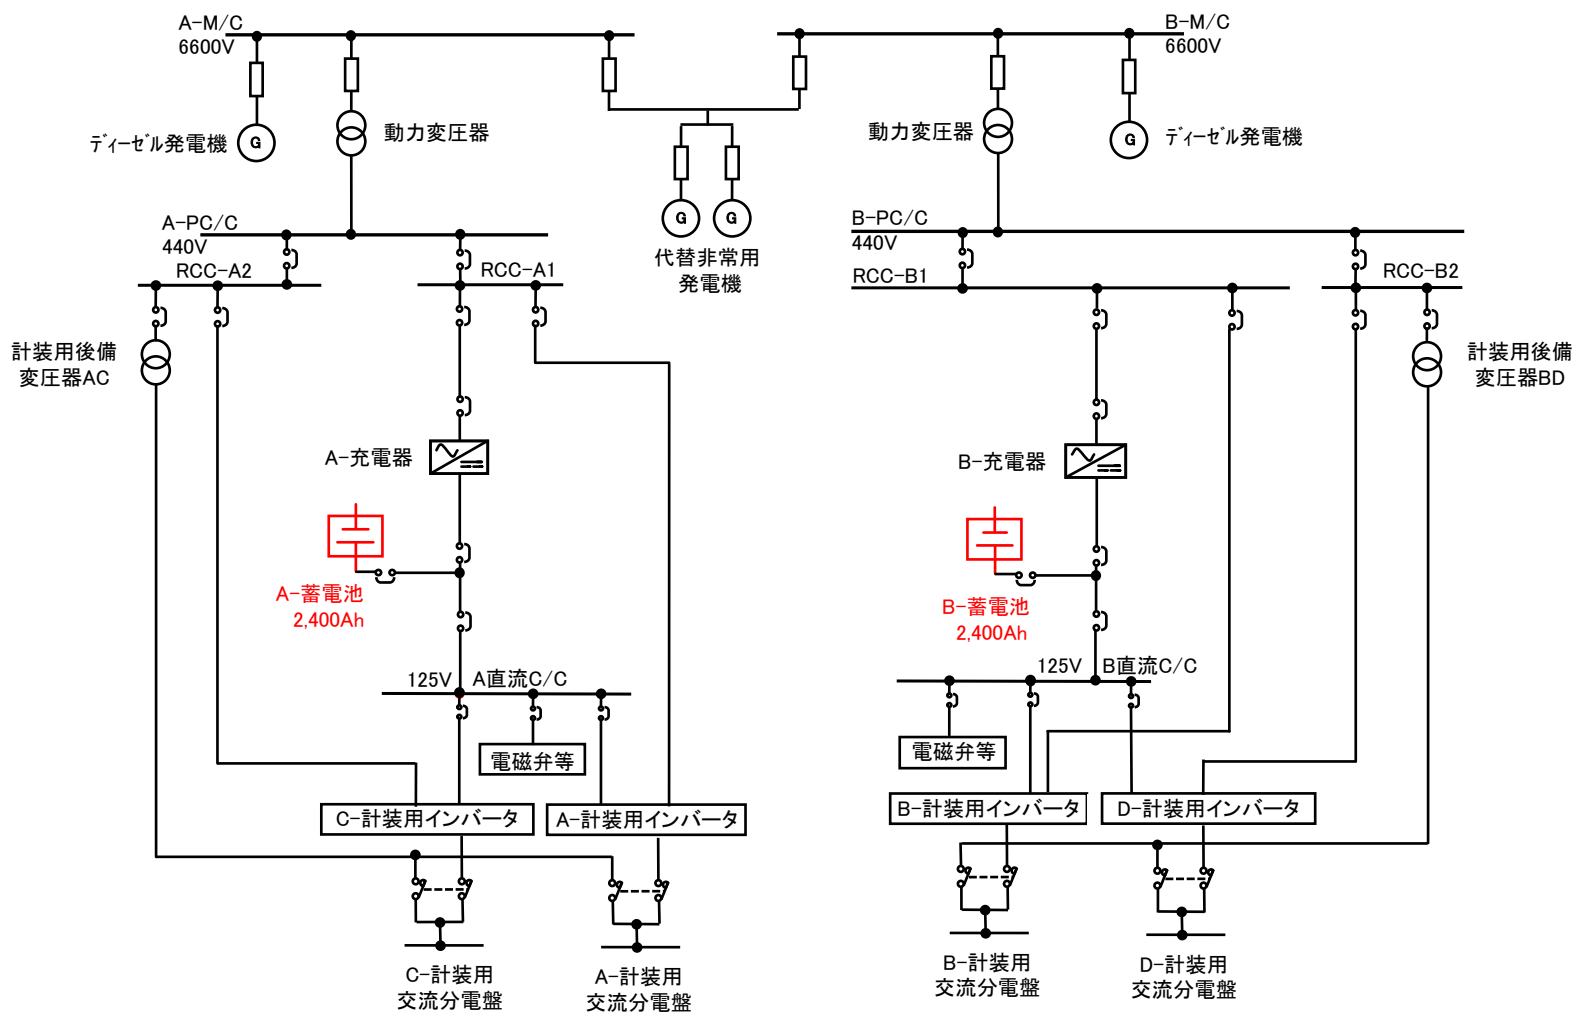 A-M/C
6600V
B-M/C
6600V
ディーゼル発電機
G
動力変圧器
動力変圧器
G
ディーゼル発電機
G
G
代替非常用
発電機
A-PC/C
440V
B-PC/C
440V
RCC-A2
RCC-A1
RCC-B1
RCC-B2
計装用後備
変圧器AC
計装用後備
変圧器BD
A-充電器
B-充電器
A-蓄電池
2,400Ah
B-蓄電池
2,400Ah
125V
A直流C/C
125V
B直流C/C
電磁弁等
電磁弁等
C-計装用インバータ
A-計装用インバータ
B-計装用インバータ
D-計装用インバータ
C-計装用
交流分電盤
A-計装用
交流分電盤
B-計装用
交流分電盤
D-計装用
交流分電盤